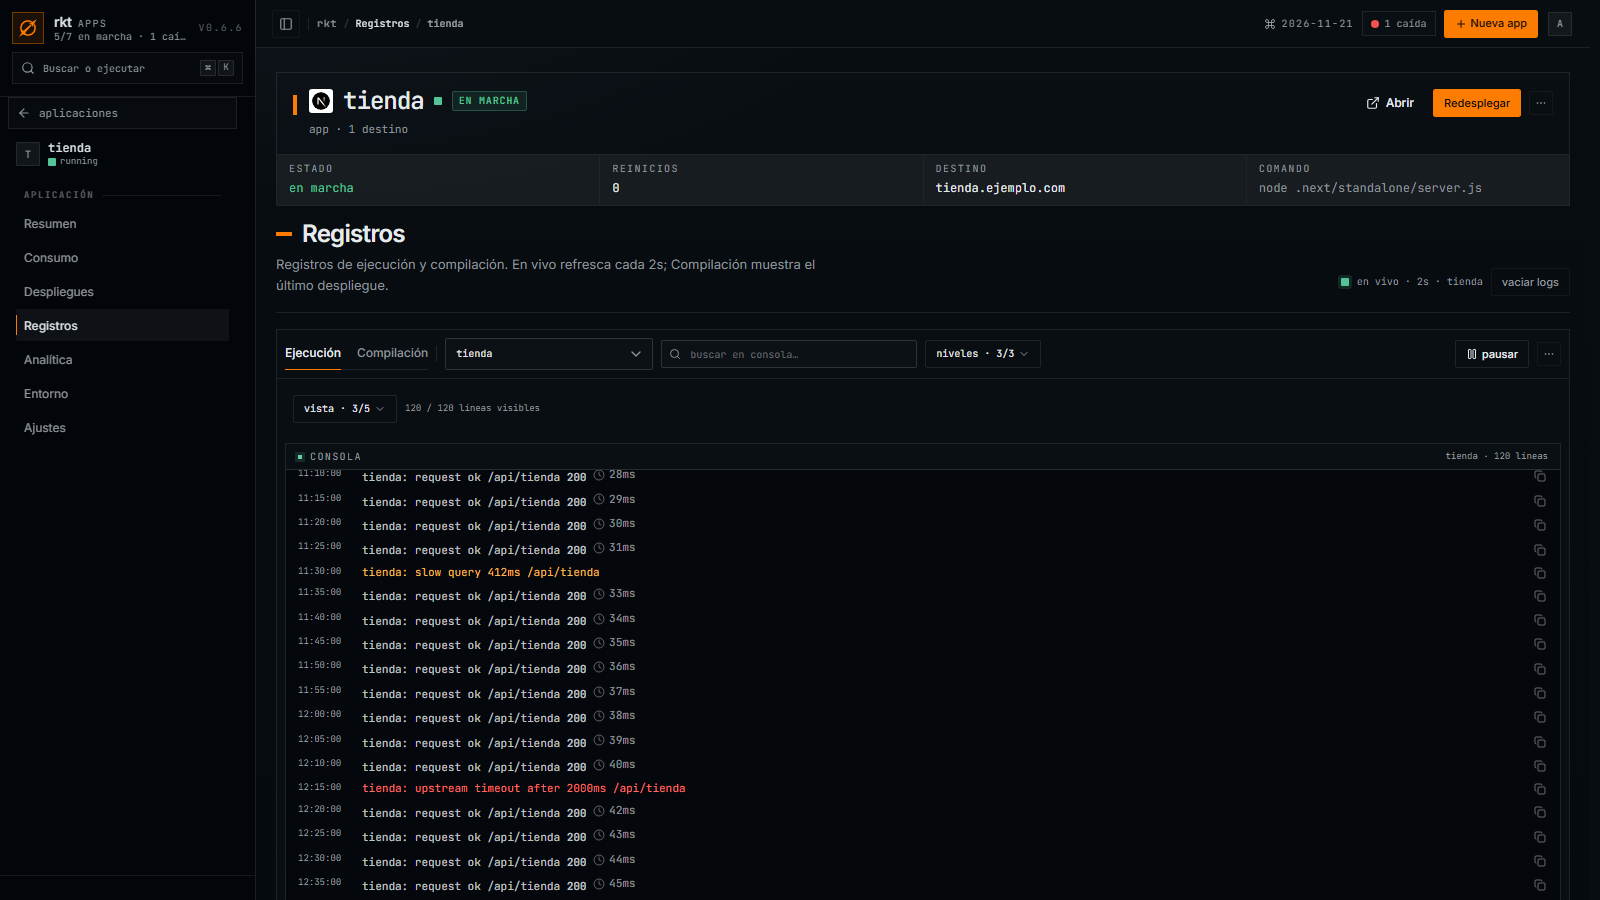 rkt APPS
5/7 en marcha · 1 caí…
V0.6.6
Buscar o ejecutar
⌘ K
aplicaciones
T
tienda
running
APLICACIÓN
Resumen
Consumo
Despliegues
Registros
Analítica
Entorno
Ajustes
rkt / Registros / tienda
⌘ 2026-11-21
1 caída
+ Nueva app
A
tienda
EN MARCHA
app · 1 destino
Abrir
Redesplegar
...
ESTADO
en marcha
REINICIOS
0
DESTINO
tienda.ejemplo.com
COMANDO
node .next/standalone/server.js
Registros
Registros de ejecución y compilación. En vivo refresca cada 2s; Compilación muestra el
último despliegue.
en vivo · 2s · tienda
vaciar logs
Ejecución
Compilación
tienda
buscar en consola…
niveles · 3/3
pausar
...
vista · 3/5
120 / 120 líneas visibles
CONSOLA
tienda · 120 líneas
11:10:00 tienda: request ok /api/tienda 200 28ms
11:15:00 tienda: request ok /api/tienda 200 29ms
11:20:00 tienda: request ok /api/tienda 200 30ms
11:25:00 tienda: request ok /api/tienda 200 31ms
11:30:00 tienda: slow query 412ms /api/tienda
11:35:00 tienda: request ok /api/tienda 200 33ms
11:40:00 tienda: request ok /api/tienda 200 34ms
11:45:00 tienda: request ok /api/tienda 200 35ms
11:50:00 tienda: request ok /api/tienda 200 36ms
11:55:00 tienda: request ok /api/tienda 200 37ms
12:00:00 tienda: request ok /api/tienda 200 38ms
12:05:00 tienda: request ok /api/tienda 200 39ms
12:10:00 tienda: request ok /api/tienda 200 40ms
12:15:00 tienda: upstream timeout after 2000ms /api/tienda
12:20:00 tienda: request ok /api/tienda 200 42ms
12:25:00 tienda: request ok /api/tienda 200 43ms
12:30:00 tienda: request ok /api/tienda 200 44ms
12:35:00 tienda: request ok /api/tienda 200 45ms